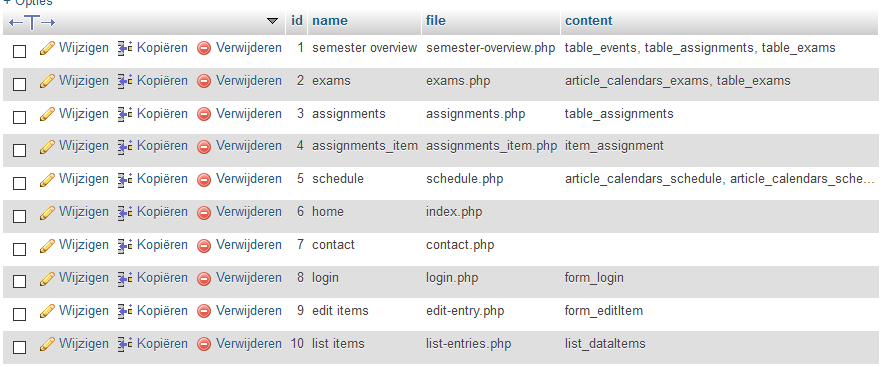 + Opties
←T→ id name file content
Wijzigen Kopiëren Verwijderen 1 semester overview semester-overview.php table_events, table_assignments, table_exams
Wijzigen Kopiëren Verwijderen 2 exams exams.php article_calendars_exams, table_exams
Wijzigen Kopiëren Verwijderen 3 assignments assignments.php table_assignments
Wijzigen Kopiëren Verwijderen 4 assignments_item assignments_item.php item_assignment
Wijzigen Kopiëren Verwijderen 5 schedule schedule.php article_calendars_schedule, article_calendars_sche...
Wijzigen Kopiëren Verwijderen 6 home index.php
Wijzigen Kopiëren Verwijderen 7 contact contact.php
Wijzigen Kopiëren Verwijderen 8 login login.php form_login
Wijzigen Kopiëren Verwijderen 9 edit items edit-entry.php form_editItem
Wijzigen Kopiëren Verwijderen 10 list items list-entries.php list_dataItems